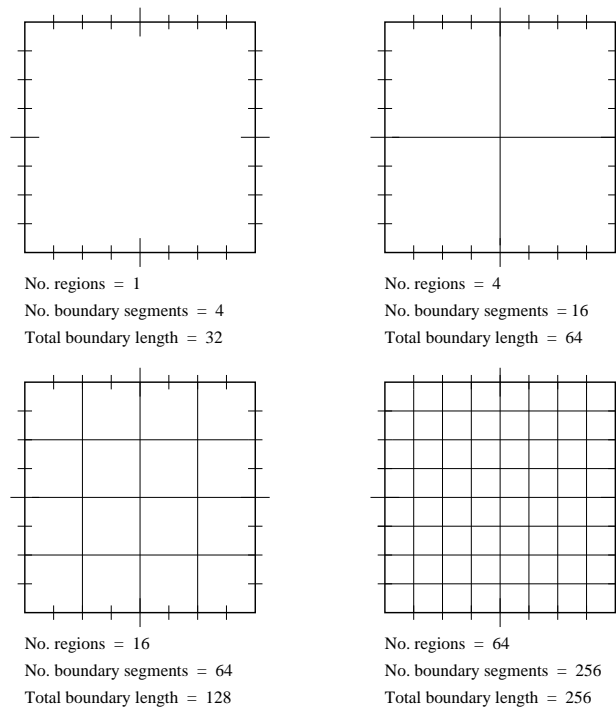 No. regions = 1
No. boundary segments = 4
Total boundary length = 32
No. regions = 4
No. boundary segments = 16
Total boundary length = 64
No. regions = 16
No. boundary segments = 64
Total boundary length = 128
No. regions = 64
No. boundary segments = 256
Total boundary length = 256